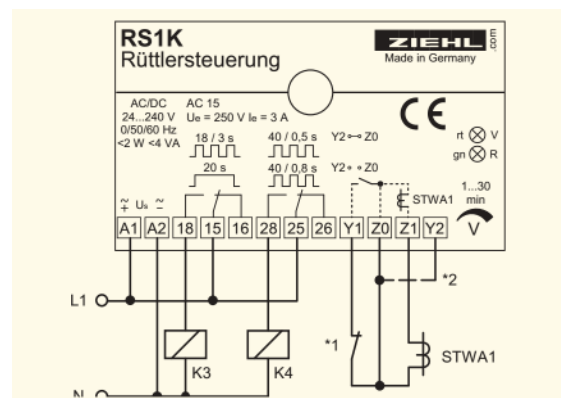 RS1K
Rüttlersteuerung
ZIEHL .com
Made in Germany
AC/DC
24...240 V
0/50/60 Hz
<2 W <4 VA
AC 15
Ue = 250 V Ie = 3 A
18 / 3 s
20 s
40 / 0,5 s
40 / 0,8 s
Y2 Z0
Y2 Z0
CE
rt V
gn R
STWA1
1...30
min
V
Us
A1 A2 18 15 16 28 25 26 Y1 Z0 Z1 Y2
*2
L1
*1
STWA1
K3
K4
N